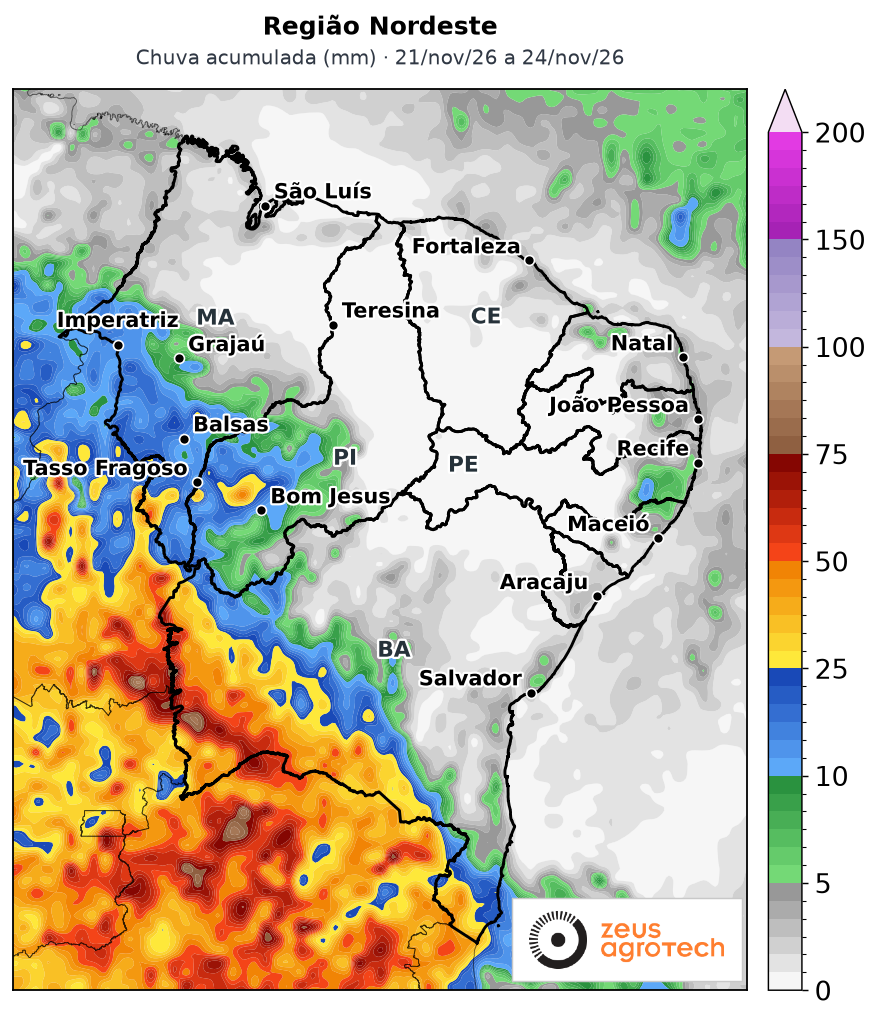 Região Nordeste
Chuva acumulada (mm) · 21/nov/26 a 24/nov/26
São Luís
Fortaleza
Teresina
CE
Imperatriz
MA
Grajaú
Natal
João Pessoa
Balsas
Recife
PI
PE
Tasso Fragoso
Bom Jesus
Maceió
Aracaju
BA
Salvador
200
150
100
75
50
25
10
5
0
zeus
agrotech